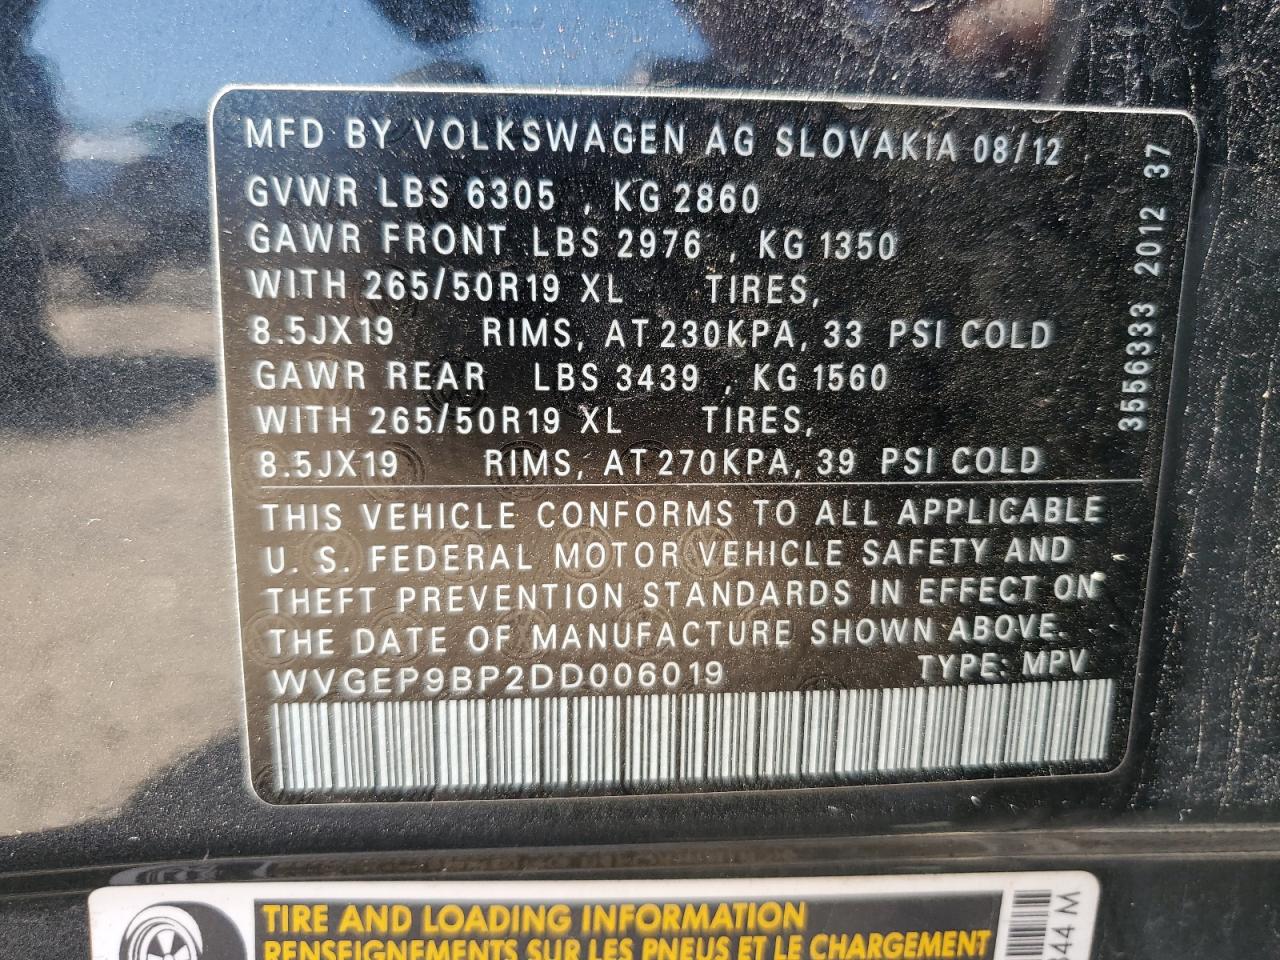 MFD BY VOLKSWAGEN AG SLOVAKIA 08/12
GVWR LBS 6305 , KG 2860
GAWR FRONT LBS 2976 , KG 1350
WITH 265/50R19 XL TIRES,
8.5JX19 RIMS, AT 230KPA, 33 PSI COLD
GAWR REAR LBS 3439 , KG 1560
WITH 265/50R19 XL TIRES,
8.5JX19 RIMS, AT 270KPA, 39 PSI COLD
THIS VEHICLE CONFORMS TO ALL APPLICABLE
U. S. FEDERAL MOTOR VEHICLE SAFETY AND
THEFT PREVENTION STANDARDS IN EFFECT ON
THE DATE OF MANUFACTURE SHOWN ABOVE.
WVGEP9BP2DD006019 TYPE: MPV
3556333 2012 37
TIRE AND LOADING INFORMATION
RENSEIGNEMENTS SUR LES PNEUS ET LE CHARGEMENT